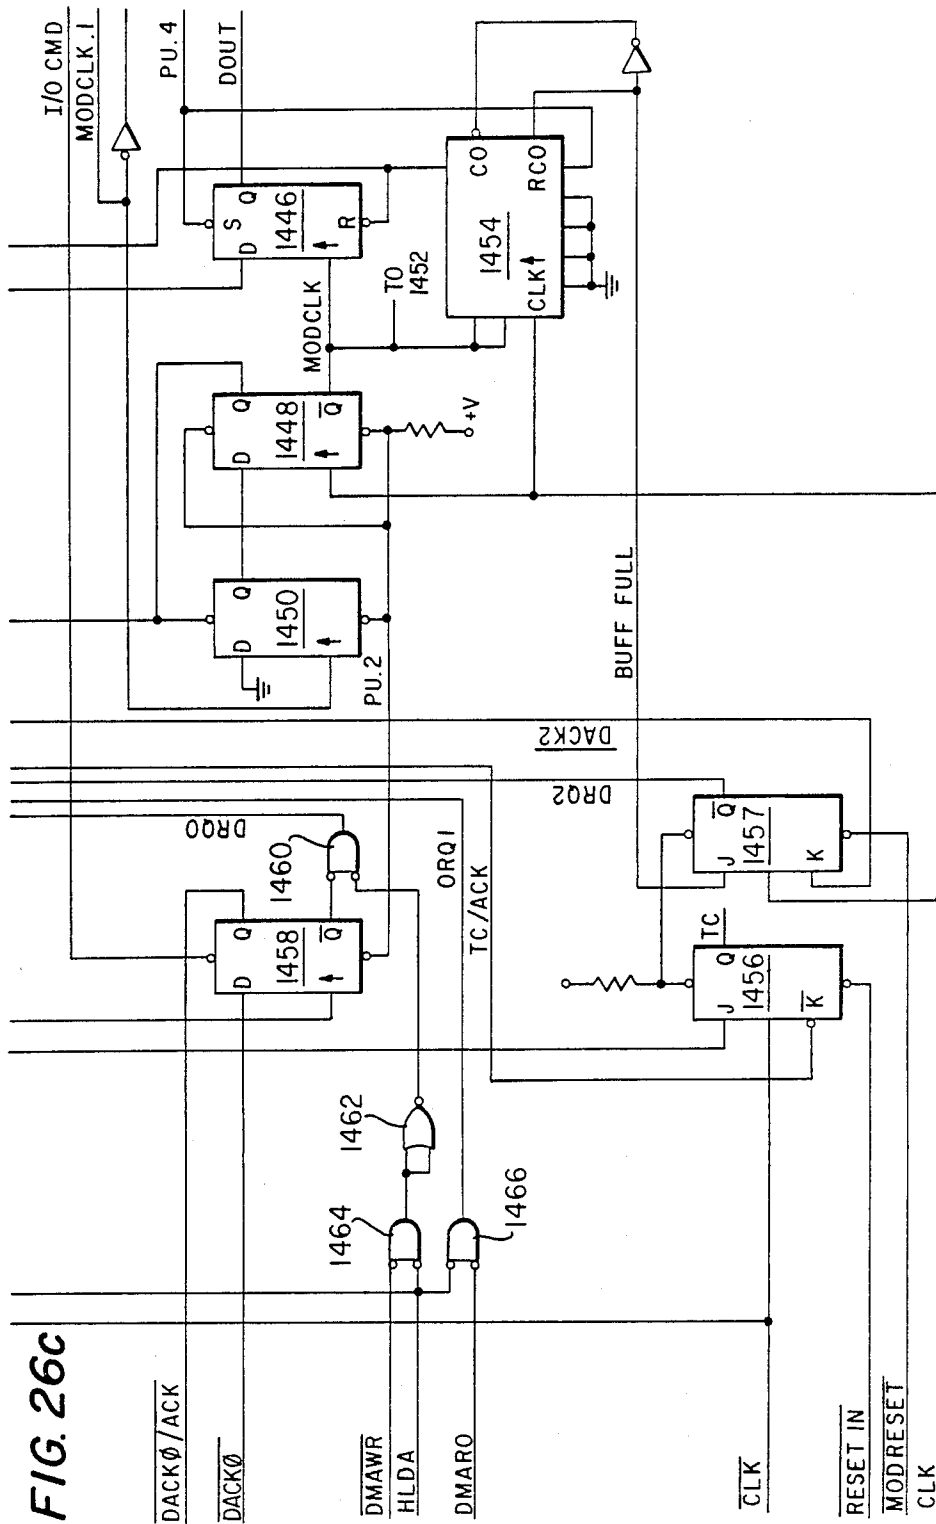 FIG. 26c
DACKØ/ACK
DACKØ
DMAWR
HLDA
DMARO
CLK
RESET IN
MODRESET
CLK
1464
1462
1466
D
Q
1458
Q
1460
DRQ0
ORQ1
TC/ACK
J
Q
1456
K
TC
J
Q
1457
K
DRQ2
DACK2
BUFF FULL
PU.2
D
Q
1450
D
Q
1448
Q
+V
MODCLK
TO
1452
D
S
Q
1446
R
CO
1454
CLK
RCO
I/O CMD
MODCLK.1
PU.4
DOUT